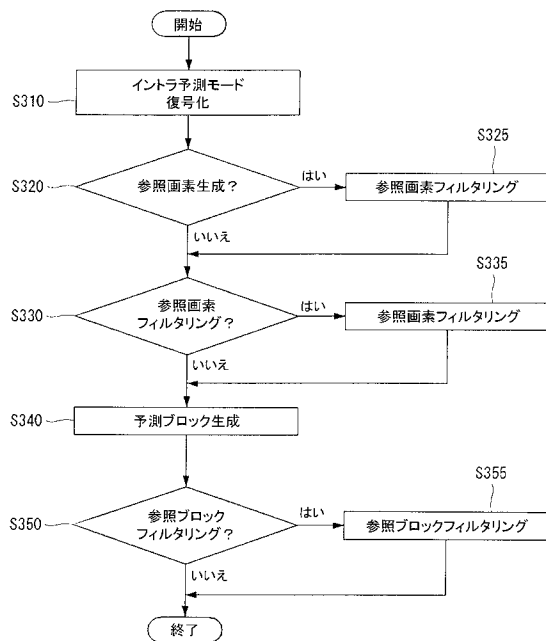 開始
S310
イントラ予測モード
復号化
S325
S320
参照画素生成？
はい
参照画素フィルタリング
いいえ
S335
S330
参照画素
フィルタリング？
はい
参照画素フィルタリング
いいえ
S340
予測ブロック生成
S355
S350
参照ブロック
フィルタリング？
はい
参照ブロックフィルタリング
いいえ
終了